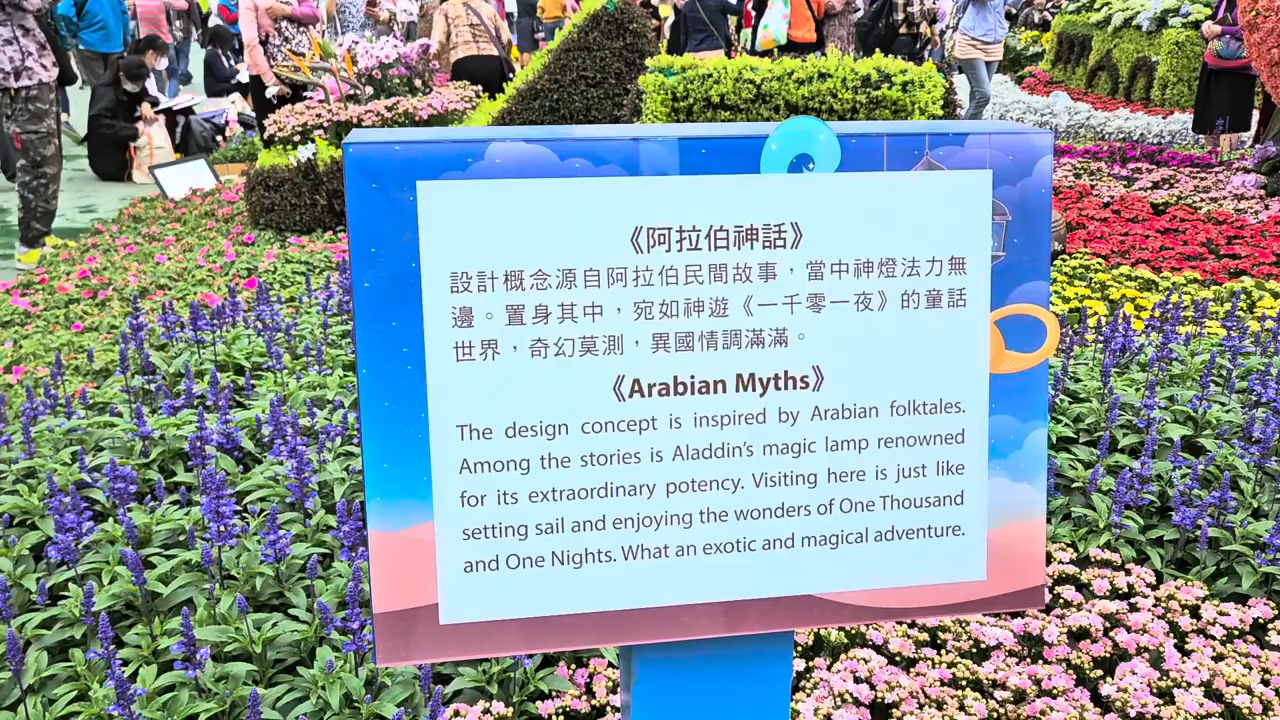 《阿拉伯神話》
設計概念源自阿拉伯民間故事，當中神燈法力無
邊。置身其中，宛如神遊《一千零一夜》的童話
世界，奇幻莫測，異國情調滿滿。
《Arabian Myths》
The design concept is inspired by Arabian folktales.
Among the stories is Aladdin’s magic lamp renowned
for its extraordinary potency. Visiting here is just like
setting sail and enjoying the wonders of One Thousand
and One Nights. What an exotic and magical adventure.